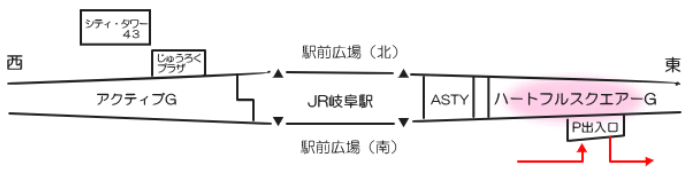 シティ・タワー
43
じゅうろく
プラザ
駅前広場（北）
西
東
アクティブG
JR岐阜駅
ASTY
ハートフルスクエアーG
P出入口
駅前広場（南）